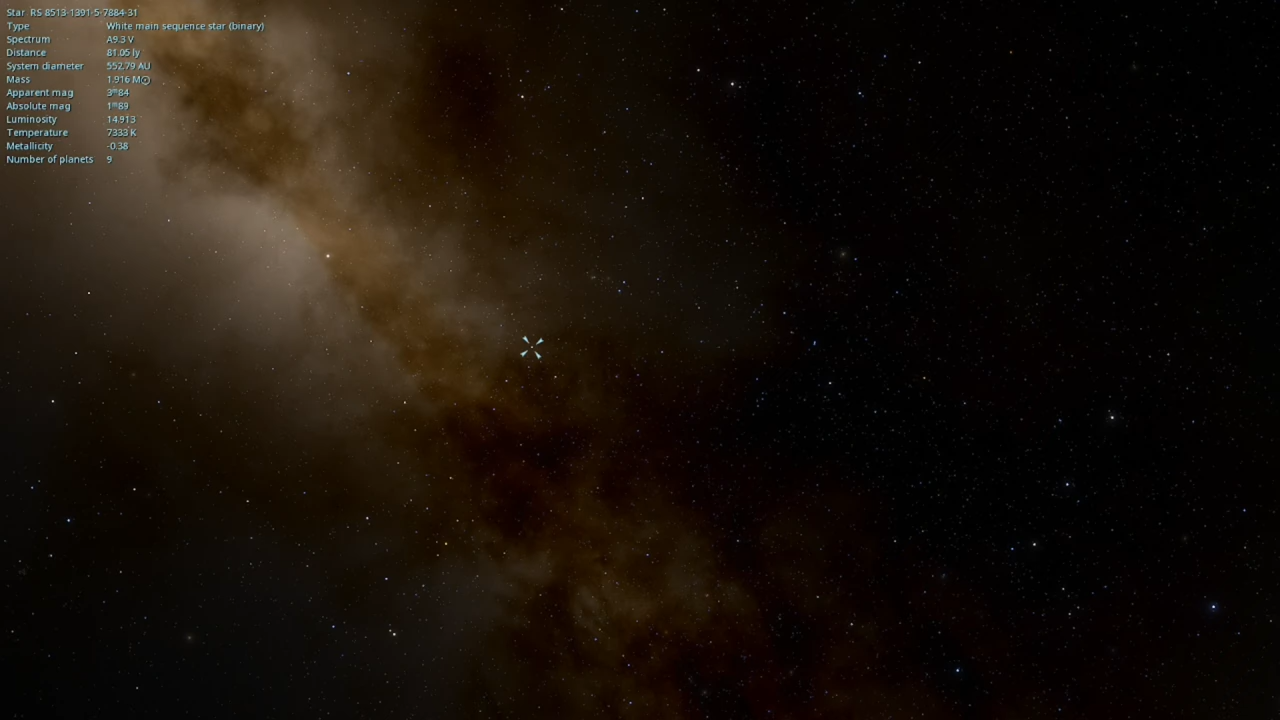 Star RS 8513-1391-5-7884-31
Type White main sequence star (binary)
Spectrum A9.3 V
Distance 81.05 ly
System diameter 552.79 AU
Mass 1.916 M☉
Apparent mag 3ᵐ84
Absolute mag 1ᵐ89
Luminosity 14.913
Temperature 7333 K
Metallicity -0.38
Number of planets 9